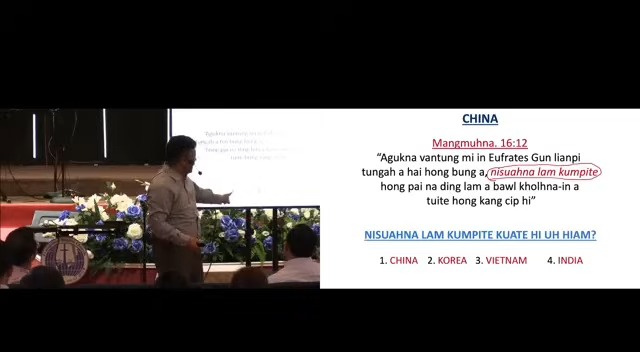 CHINA
Mangmuhna. 16:12
“Agukna vantung mi in Eufrates Gun lianpi
tungah a hai hong bung a, nisuahna lam kumpite
hong pai na ding lam a bawl kholhna-in a
tuite hong kang cip hi”
NISUAHNA LAM KUMPITE KUATE HI UH HIAM?
1. CHINA 2. KOREA 3. VIETNAM 4. INDIA